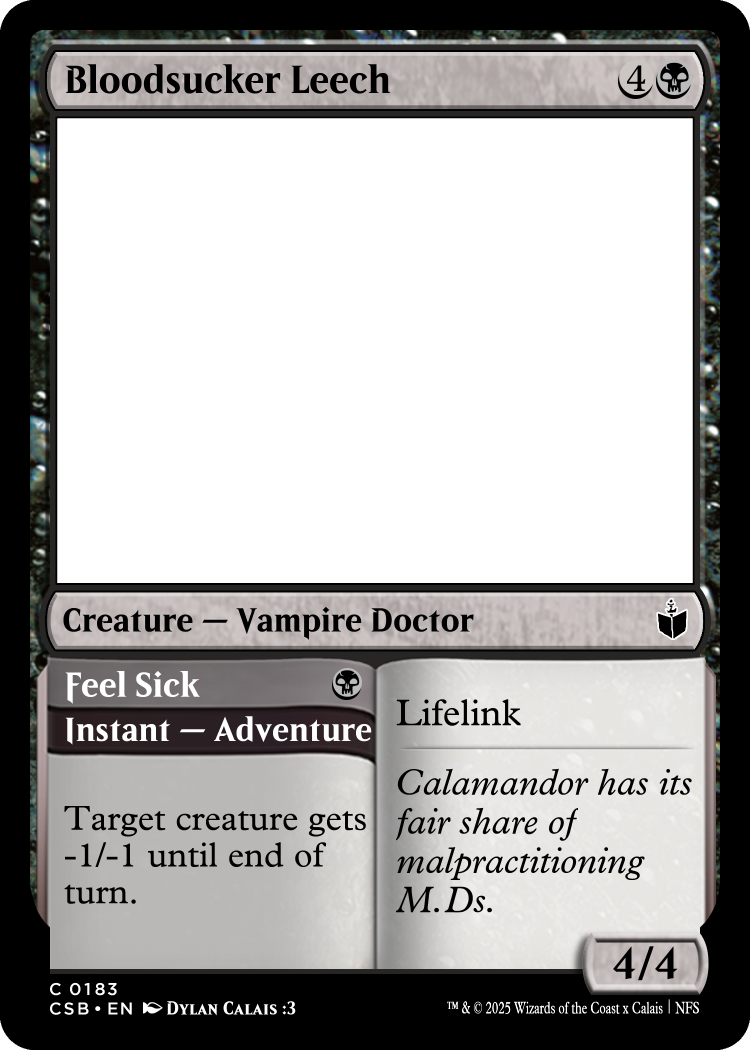 Bloodsucker Leech 4
Creature — Vampire Doctor
Feel Sick
Instant — Adventure
Target creature gets
-1/-1 until end of
turn.
Lifelink
Calamandor has its
fair share of
malpractitioning
M.Ds.
4/4
C 0183
CSB • EN DYLAN CALAIS :3
™ & © 2025 Wizards of the Coast x Calais | NFS